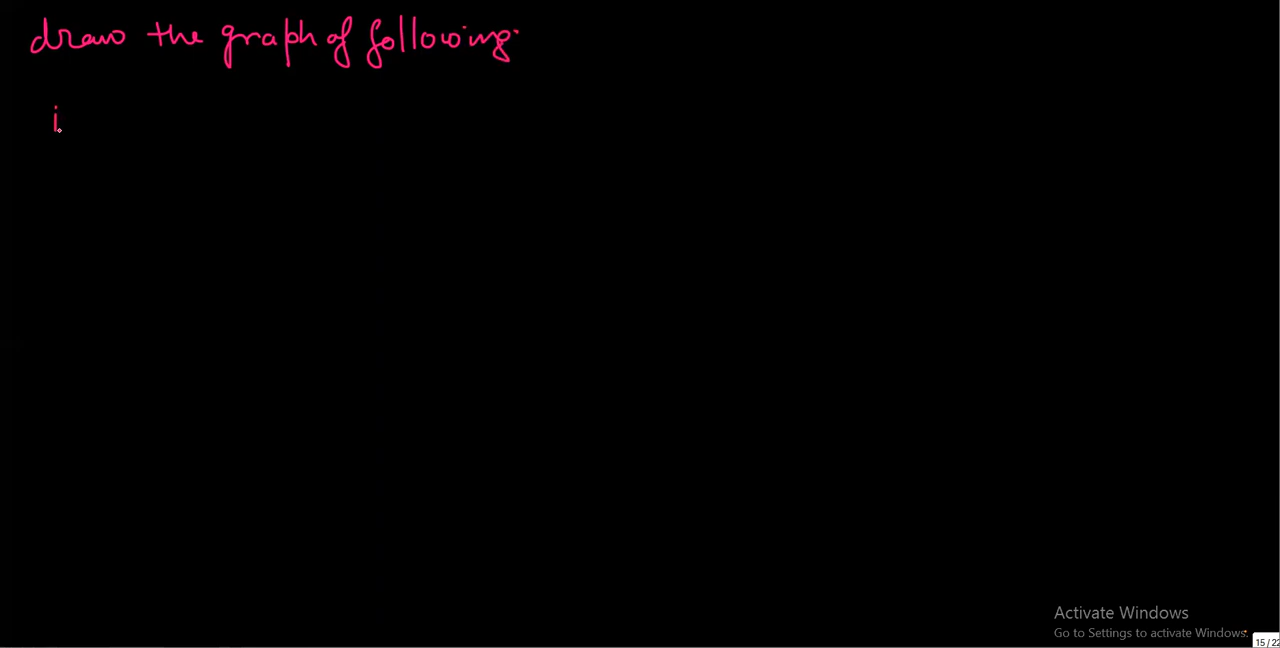 draw the graph of following.
i
Activate Windows
Go to Settings to activate Windows.
15 / 22